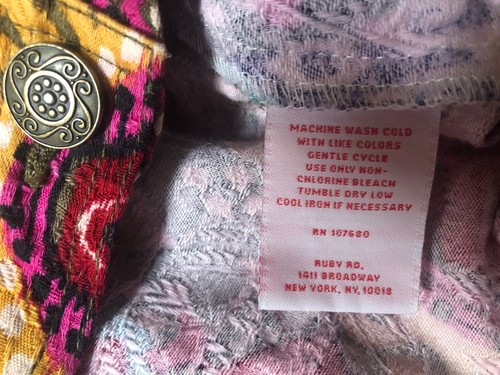 MACHINE WASH COLD
WITH LIKE COLORS
GENTLE CYCLE
USE ONLY NON-
CHLORINE BLEACH
TUMBLE DRY LOW
COOL IRON IF NECESSARY
RN 107680
RUBY RD.
1411 BROADWAY
NEW YORK, NY, 10018